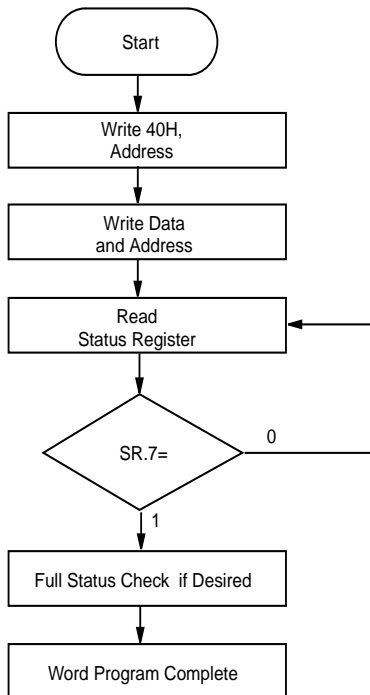 Start
Write 40H,
Address
Write Data
and Address
Read
Status Register
SR.7=
0
1
Full Status Check if Desired
Word Program Complete